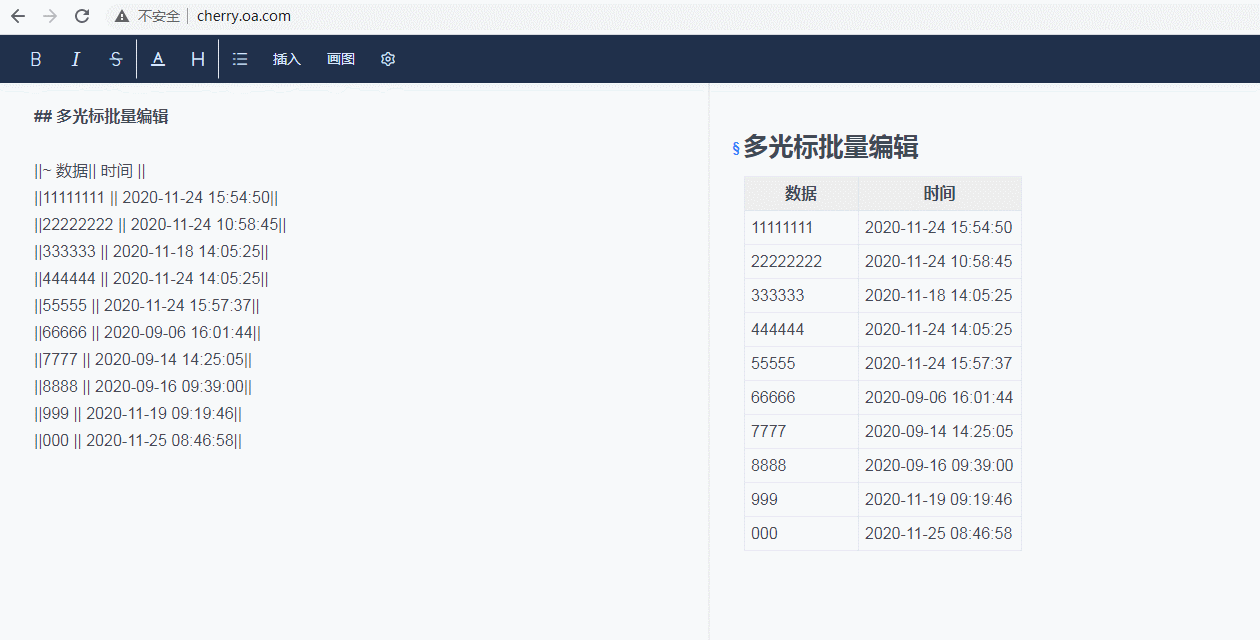 不安全 cherry.oa.com
B I S A H 插入 画图
## 多光标批量编辑
||~ 数据|| 时间 ||
||11111111 || 2020-11-24 15:54:50||
||22222222 || 2020-11-24 10:58:45||
||333333 || 2020-11-18 14:05:25||
||444444 || 2020-11-24 14:05:25||
||55555 || 2020-11-24 15:57:37||
||66666 || 2020-09-06 16:01:44||
||7777 || 2020-09-14 14:25:05||
||8888 || 2020-09-16 09:39:00||
||999 || 2020-11-19 09:19:46||
||000 || 2020-11-25 08:46:58||
§ 多光标批量编辑
数据 时间
11111111 2020-11-24 15:54:50
22222222 2020-11-24 10:58:45
333333 2020-11-18 14:05:25
444444 2020-11-24 14:05:25
55555 2020-11-24 15:57:37
66666 2020-09-06 16:01:44
7777 2020-09-14 14:25:05
8888 2020-09-16 09:39:00
999 2020-11-19 09:19:46
000 2020-11-25 08:46:58